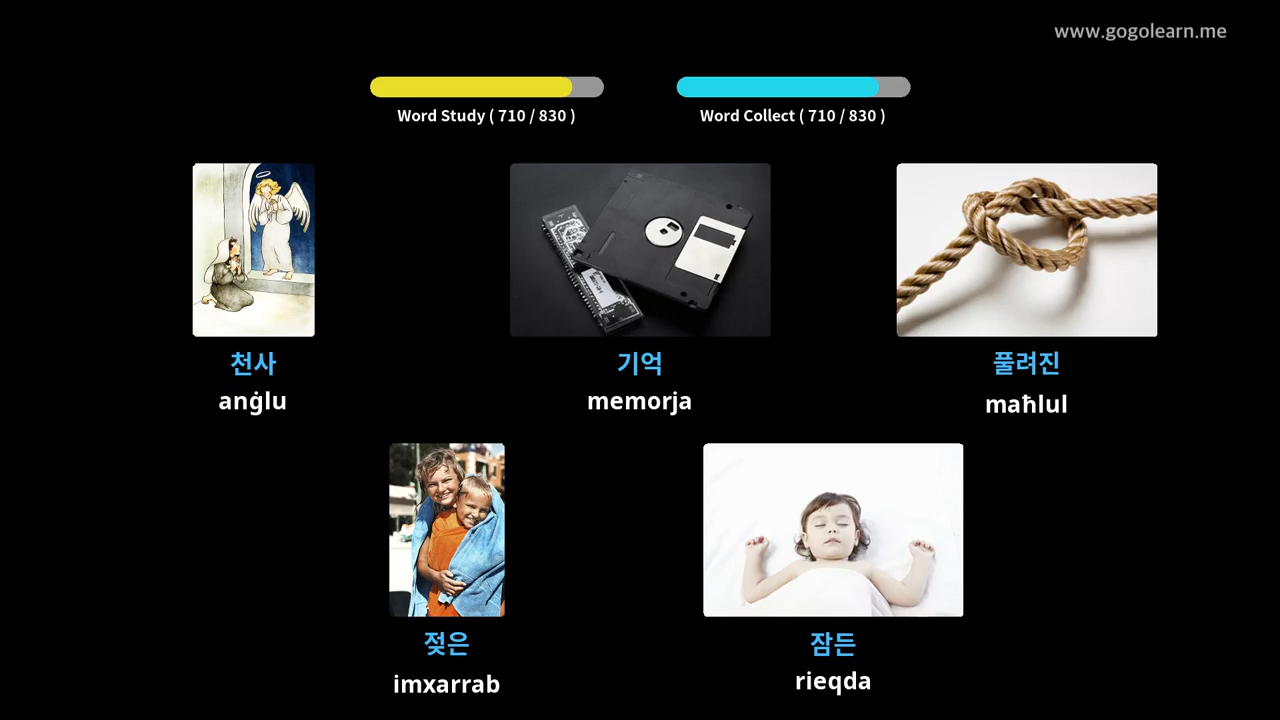 www.gogolearn.me
Word Study ( 710 / 830 )
Word Collect ( 710 / 830 )
천사
anġlu
기억
memorja
풀려진
maħlul
젖은
imxarrab
잠든
rieqda